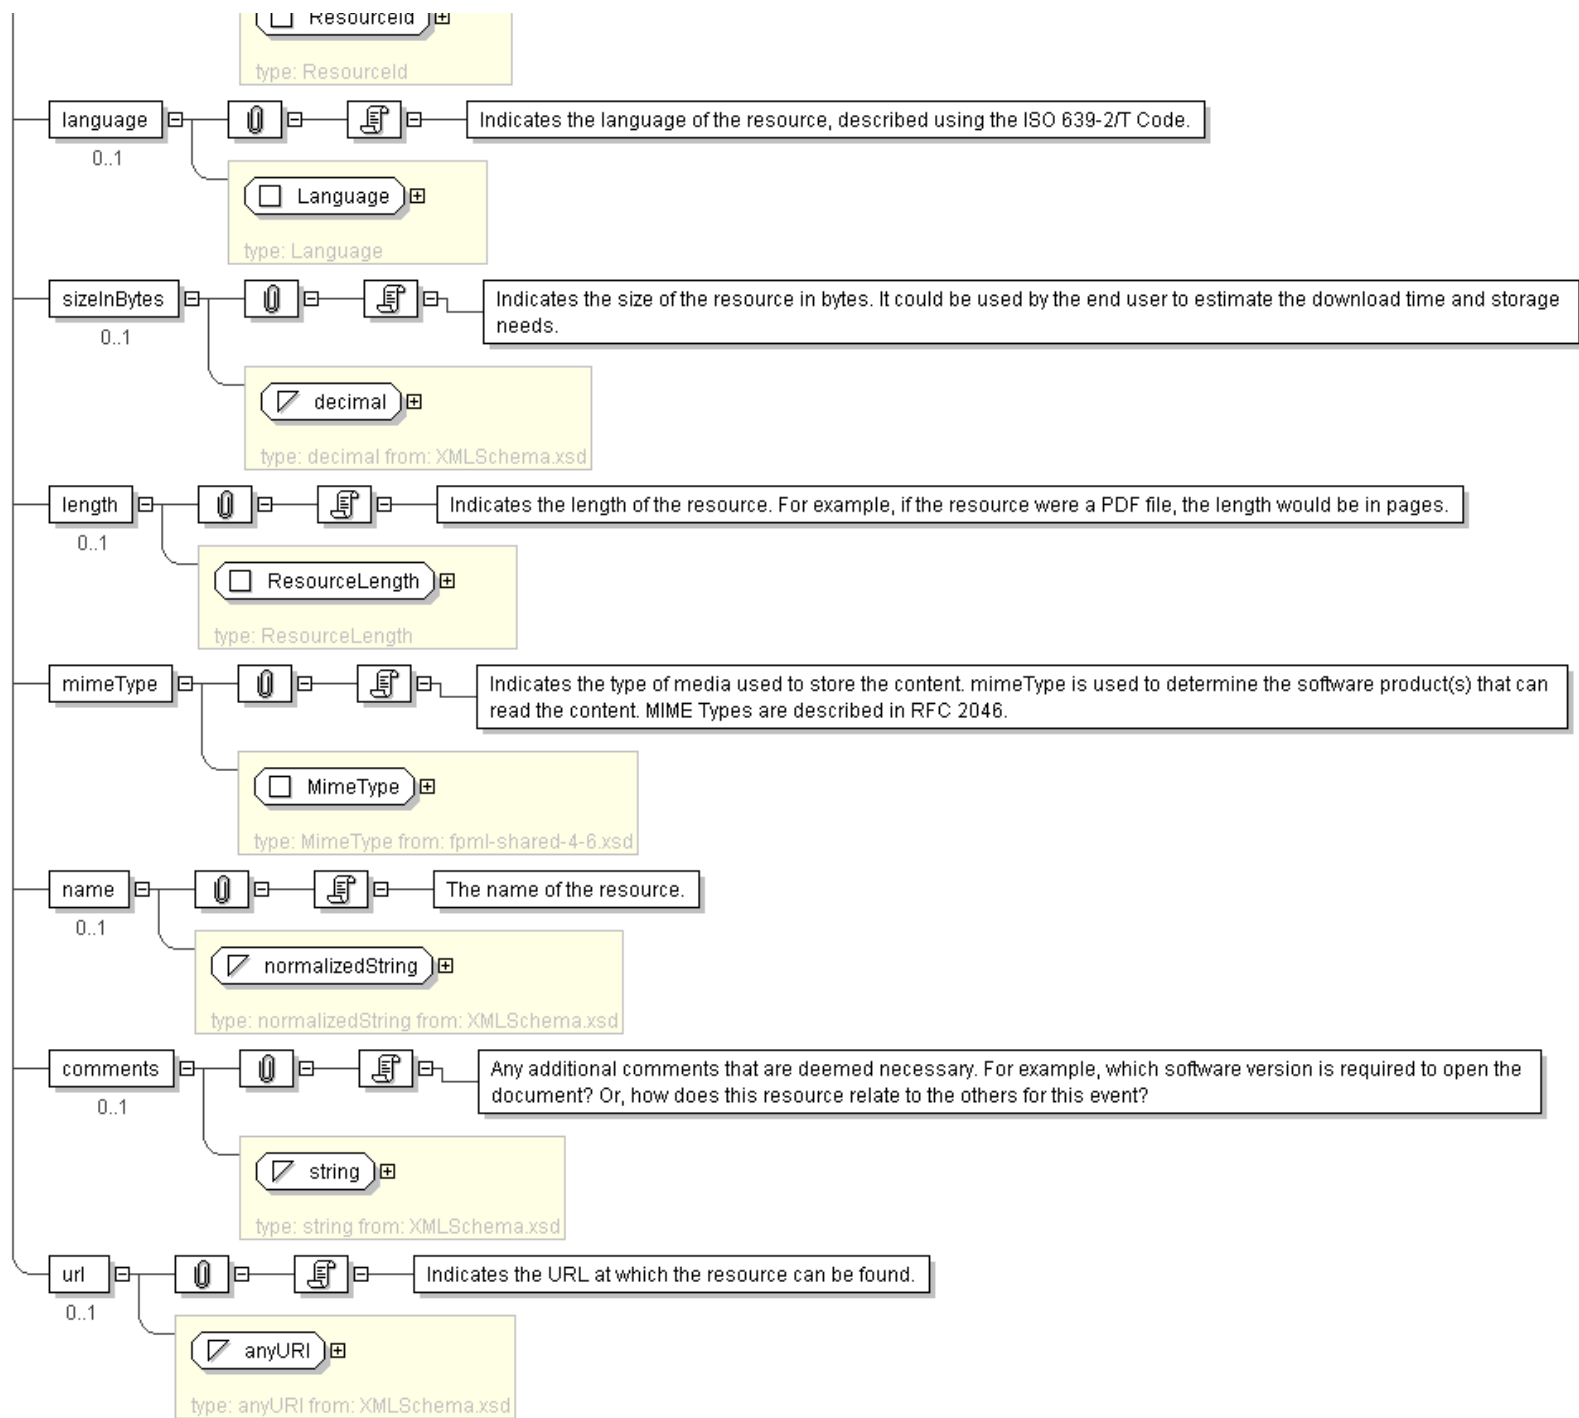 ResourceId
type: ResourceId
language
Indicates the language of the resource, described using the ISO 639-2/T Code.
0..1
Language
type: Language
sizeInBytes
Indicates the size of the resource in bytes. It could be used by the end user to estimate the download time and storage
needs.
0..1
decimal
type: decimal from: XMLSchema.xsd
length
Indicates the length of the resource. For example, if the resource were a PDF file, the length would be in pages.
0..1
ResourceLength
type: ResourceLength
mimeType
Indicates the type of media used to store the content. mimeType is used to determine the software product(s) that can
read the content. MIME Types are described in RFC 2046.
MimeType
type: MimeType from: fpml-shared-4-6.xsd
name
The name of the resource.
0..1
normalizedString
type: normalizedString from: XMLSchema.xsd
comments
Any additional comments that are deemed necessary. For example, which software version is required to open the
document? Or, how does this resource relate to the others for this event?
0..1
string
type: string from: XMLSchema.xsd
url
Indicates the URL at which the resource can be found.
0..1
anyURI
type: anyURI from: XMLSchema.xsd